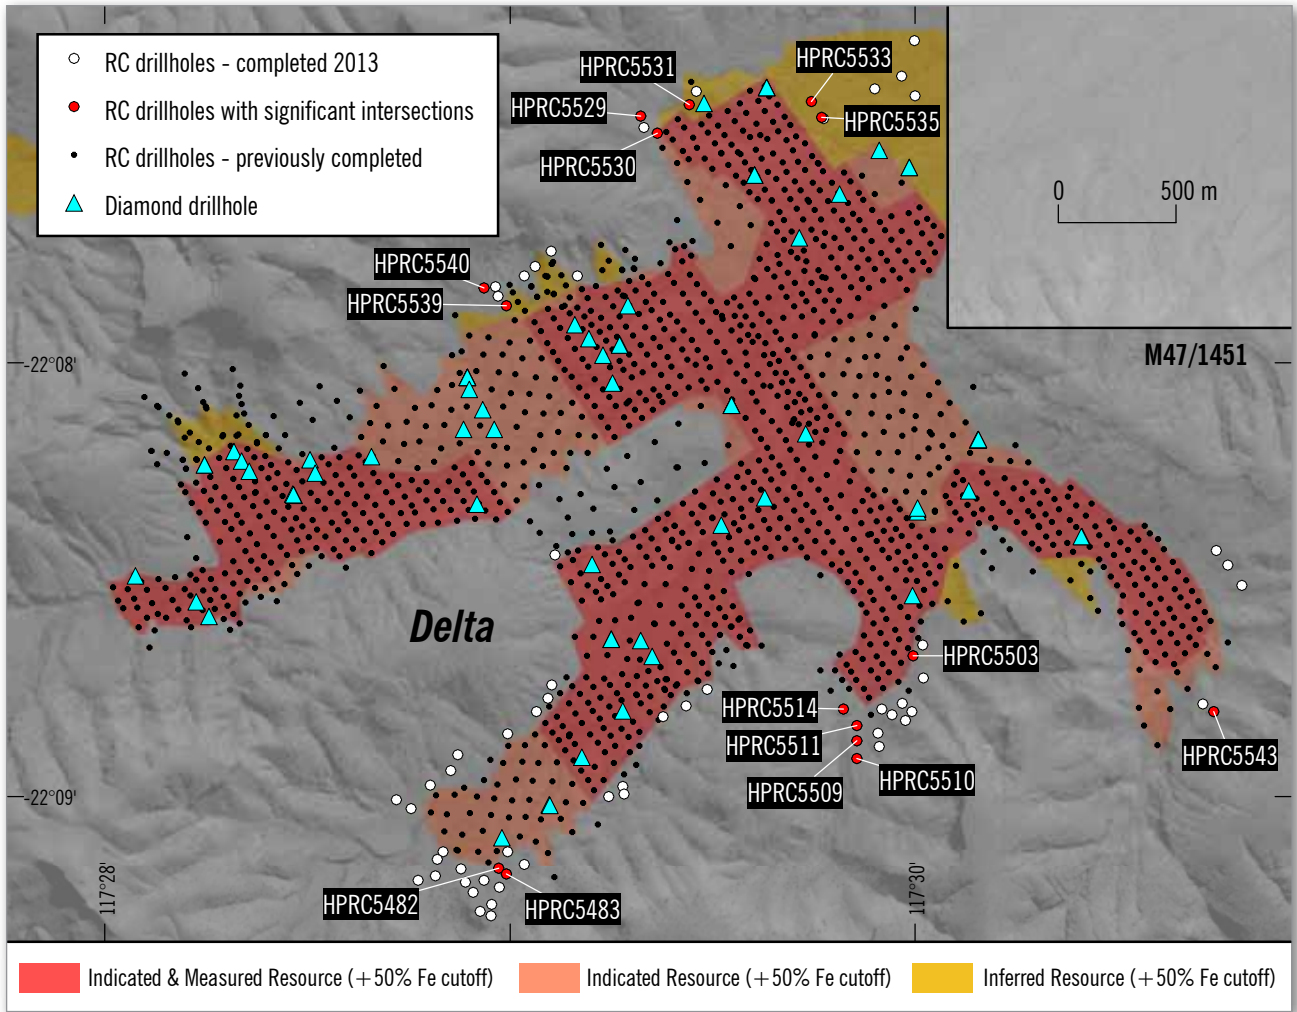 RC drillholes - completed 2013
RC drillholes with significant intersections
RC drillholes - previously completed
Diamond drillhole
HPRC5531
HPRC5533
HPRC5529
HPRC5535
HPRC5530
0 500 m
HPRC5540
HPRC5539
M47/1451
-22°08'
Delta
HPRC5503
HPRC5514
HPRC5511
HPRC5543
HPRC5510
HPRC5509
-22°09'
117°28'
117°30'
HPRC5482
HPRC5483
Indicated & Measured Resource (+50% Fe cutoff)
Indicated Resource (+50% Fe cutoff)
Inferred Resource (+50% Fe cutoff)